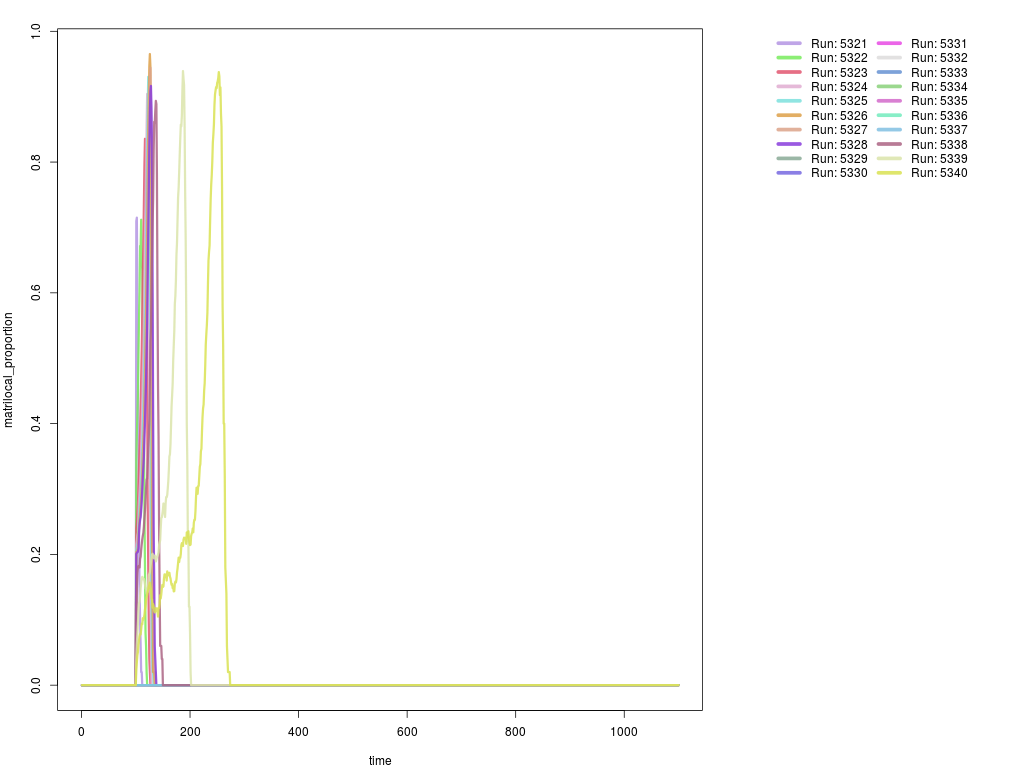 1.0
0.8
0.6
0.4
0.2
0.0
matrilocal_proportion
0 200 400 600 800 1000
time
Run: 5321 Run: 5331
Run: 5322 Run: 5332
Run: 5323 Run: 5333
Run: 5324 Run: 5334
Run: 5325 Run: 5335
Run: 5326 Run: 5336
Run: 5327 Run: 5337
Run: 5328 Run: 5338
Run: 5329 Run: 5339
Run: 5330 Run: 5340